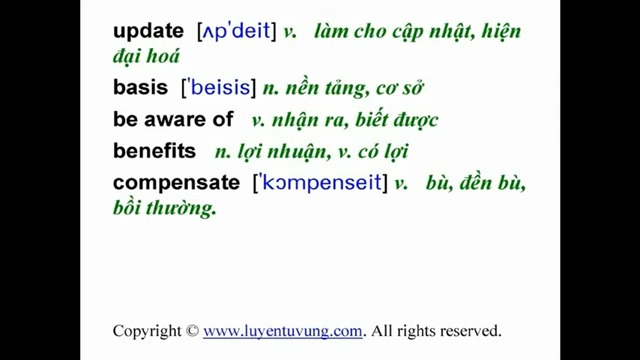 update [ʌp'deit] v. làm cho cập nhật, hiện
đại hoá
basis ['beisis] n. nền tảng, cơ sở
be aware of v. nhận ra, biết được
benefits n. lợi nhuận, v. có lợi
compensate ['kɔmpenseit] v. bù, đền bù,
bồi thường.
Copyright © www.luyentuvung.com. All rights reserved.